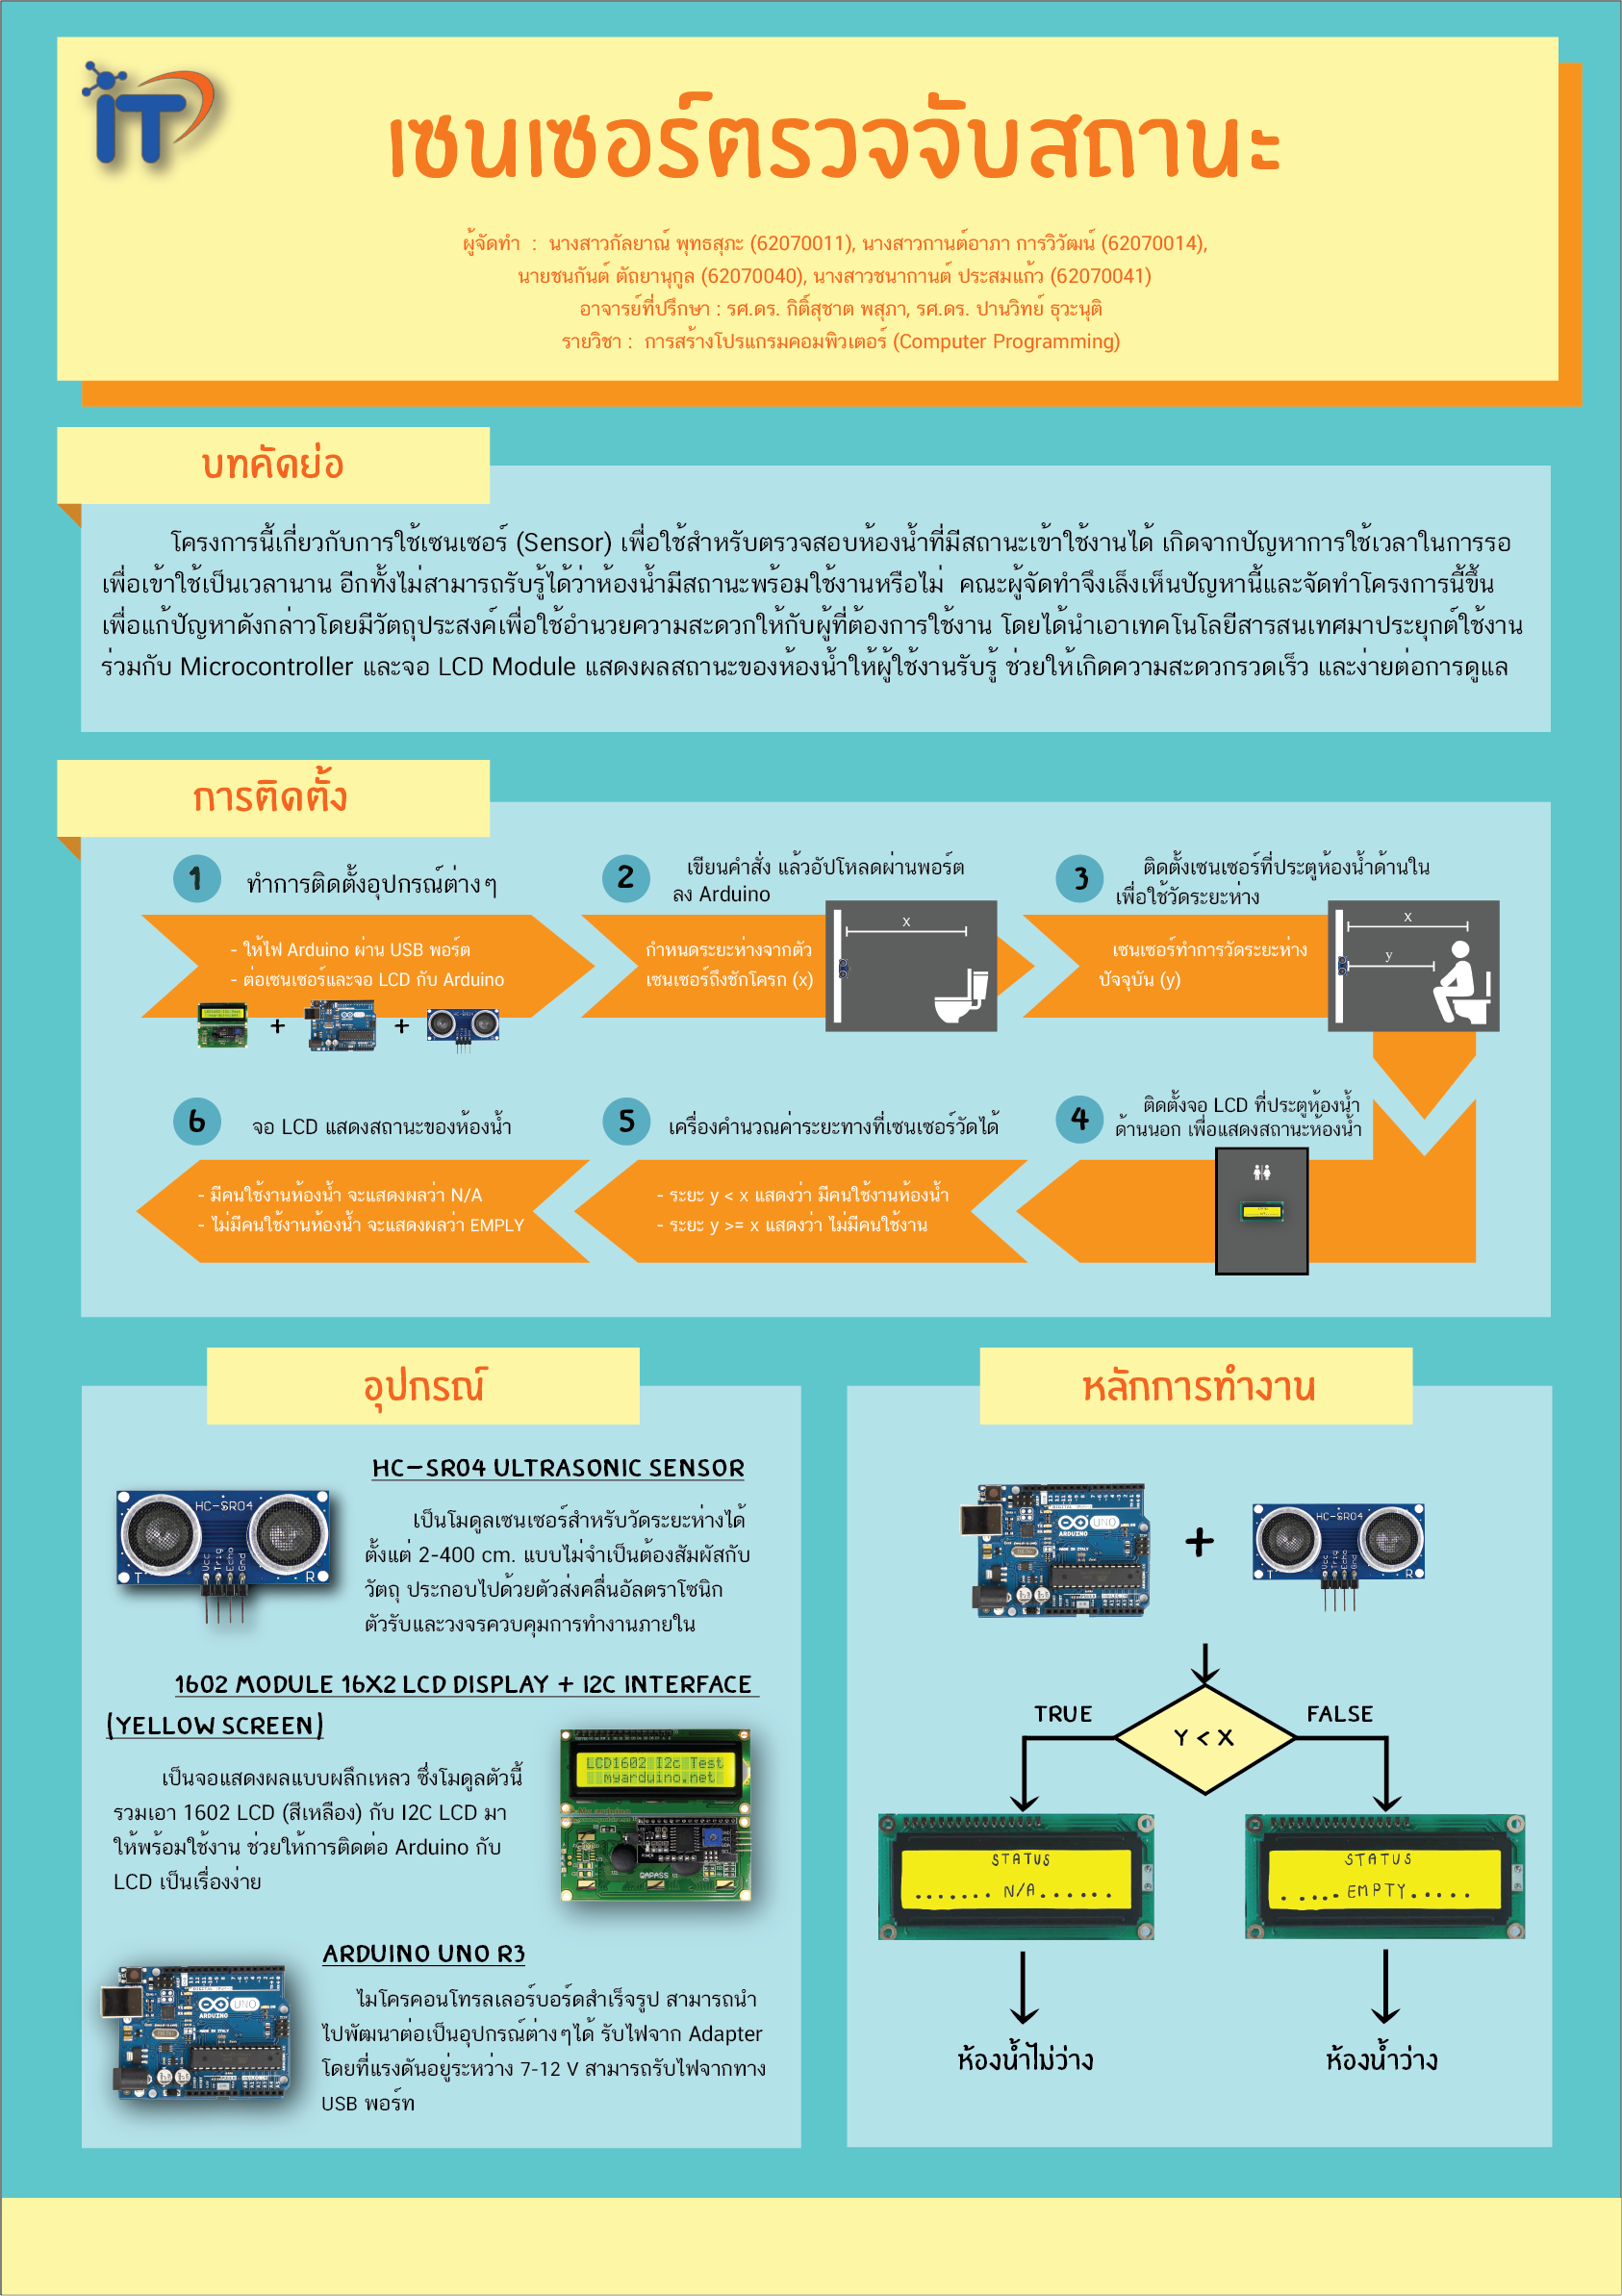 iT
เซนเซอร์ตรวจจับสถานะ
ผู้จัดทำ : นางสาวกัลยาณ์ พุทธสุภะ (62070011), นางสาวกานต์อาภา การวิวัฒน์ (62070014),
นายชนกันต์ ตัถยานุกูล (62070040), นางสาวชนากานต์ ประสมแก้ว (62070041)
อาจารย์ที่ปรึกษา : รศ.ดร. กิติ์สุชาต พสุภา, รศ.ดร. ปานวิทย์ ธุวะนุติ
รายวิชา : การสร้างโปรแกรมคอมพิวเตอร์ (Computer Programming)
บทคัดย่อ
โครงการนี้เกี่ยวกับการใช้เซนเซอร์ (Sensor) เพื่อใช้สำหรับตรวจสอบห้องน้ำที่มีสถานะเข้าใช้งานได้ เกิดจากปัญหาการใช้เวลาในการรอ
เพื่อเข้าใช้เป็นเวลานาน อีกทั้งไม่สามารถรับรู้ได้ว่าห้องน้ำมีสถานะพร้อมใช้งานหรือไม่ คณะผู้จัดทำจึงเล็งเห็นปัญหานี้และจัดทำโครงการนี้ขึ้น
เพื่อแก้ปัญหาดังกล่าวโดยมีวัตถุประสงค์เพื่อใช้อำนวยความสะดวกให้กับผู้ที่ต้องการใช้งาน โดยได้นำเอาเทคโนโลยีสารสนเทศมาประยุกต์ใช้งาน
ร่วมกับ Microcontroller และจอ LCD Module แสดงผลสถานะของห้องน้ำให้ผู้ใช้งานรับรู้ ช่วยให้เกิดความสะดวกรวดเร็ว และง่ายต่อการดูแล
การติดตั้ง
1 ทำการติดตั้งอุปกรณ์ต่างๆ
- ให้ไฟ Arduino ผ่าน USB พอร์ต
- ต่อเซนเซอร์และจอ LCD กับ Arduino
+ +
2 เขียนคำสั่ง แล้วอัปโหลดผ่านพอร์ต
ลง Arduino
กำหนดระยะห่างจากตัว
เซนเซอร์ถึงชักโครก (x)
x
3 ติดตั้งเซนเซอร์ที่ประตูห้องน้ำด้านใน
เพื่อใช้วัดระยะห่าง
เซนเซอร์ทำการวัดระยะห่าง
ปัจจุบัน (y)
x
y
4 ติดตั้งจอ LCD ที่ประตูห้องน้ำ
ด้านนอก เพื่อแสดงสถานะห้องน้ำ
5 เครื่องคำนวณค่าระยะทางที่เซนเซอร์วัดได้
- ระยะ y < x แสดงว่า มีคนใช้งานห้องน้ำ
- ระยะ y >= x แสดงว่า ไม่มีคนใช้งาน
6 จอ LCD แสดงสถานะของห้องน้ำ
- มีคนใช้งานห้องน้ำ จะแสดงผลว่า N/A
- ไม่มีคนใช้งานห้องน้ำ จะแสดงผลว่า EMPLY
อุปกรณ์
HC-SR04 ULTRASONIC SENSOR
HC-SR04
Vcc Trig Echo Gnd
T R
เป็นโมดูลเซนเซอร์สำหรับวัดระยะห่างได้
ตั้งแต่ 2-400 cm. แบบไม่จำเป็นต้องสัมผัสกับ
วัตถุ ประกอบไปด้วยตัวส่งคลื่นอัลตราโซนิก
ตัวรับและวงจรควบคุมการทำงานภายใน
1602 MODULE 16X2 LCD DISPLAY + I2C INTERFACE
(YELLOW SCREEN)
เป็นจอแสดงผลแบบผลึกเหลว ซึ่งโมดูลตัวนี้
รวมเอา 1602 LCD (สีเหลือง) กับ I2C LCD มา
ให้พร้อมใช้งาน ช่วยให้การติดต่อ Arduino กับ
LCD เป็นเรื่องง่าย
LCD1602 I2c Test
myarduino.net
QAPASS
ARDUINO UNO R3
UNO
ARDUINO
ไมโครคอนโทรลเลอร์บอร์ดสำเร็จรูป สามารถนำ
ไปพัฒนาต่อเป็นอุปกรณ์ต่างๆได้ รับไฟจาก Adapter
โดยที่แรงดันอยู่ระหว่าง 7-12 V สามารถรับไฟจากทาง
USB พอร์ท
หลักการทำงาน
UNO
ARDUINO
MADE IN ITALY
+
HC-SR04
Vcc Trig Echo Gnd
T R
TRUE
Y < X
FALSE
STATUS
....... N/A......
STATUS
. .... EMPTY.....
ห้องน้ำไม่ว่าง
ห้องน้ำว่าง